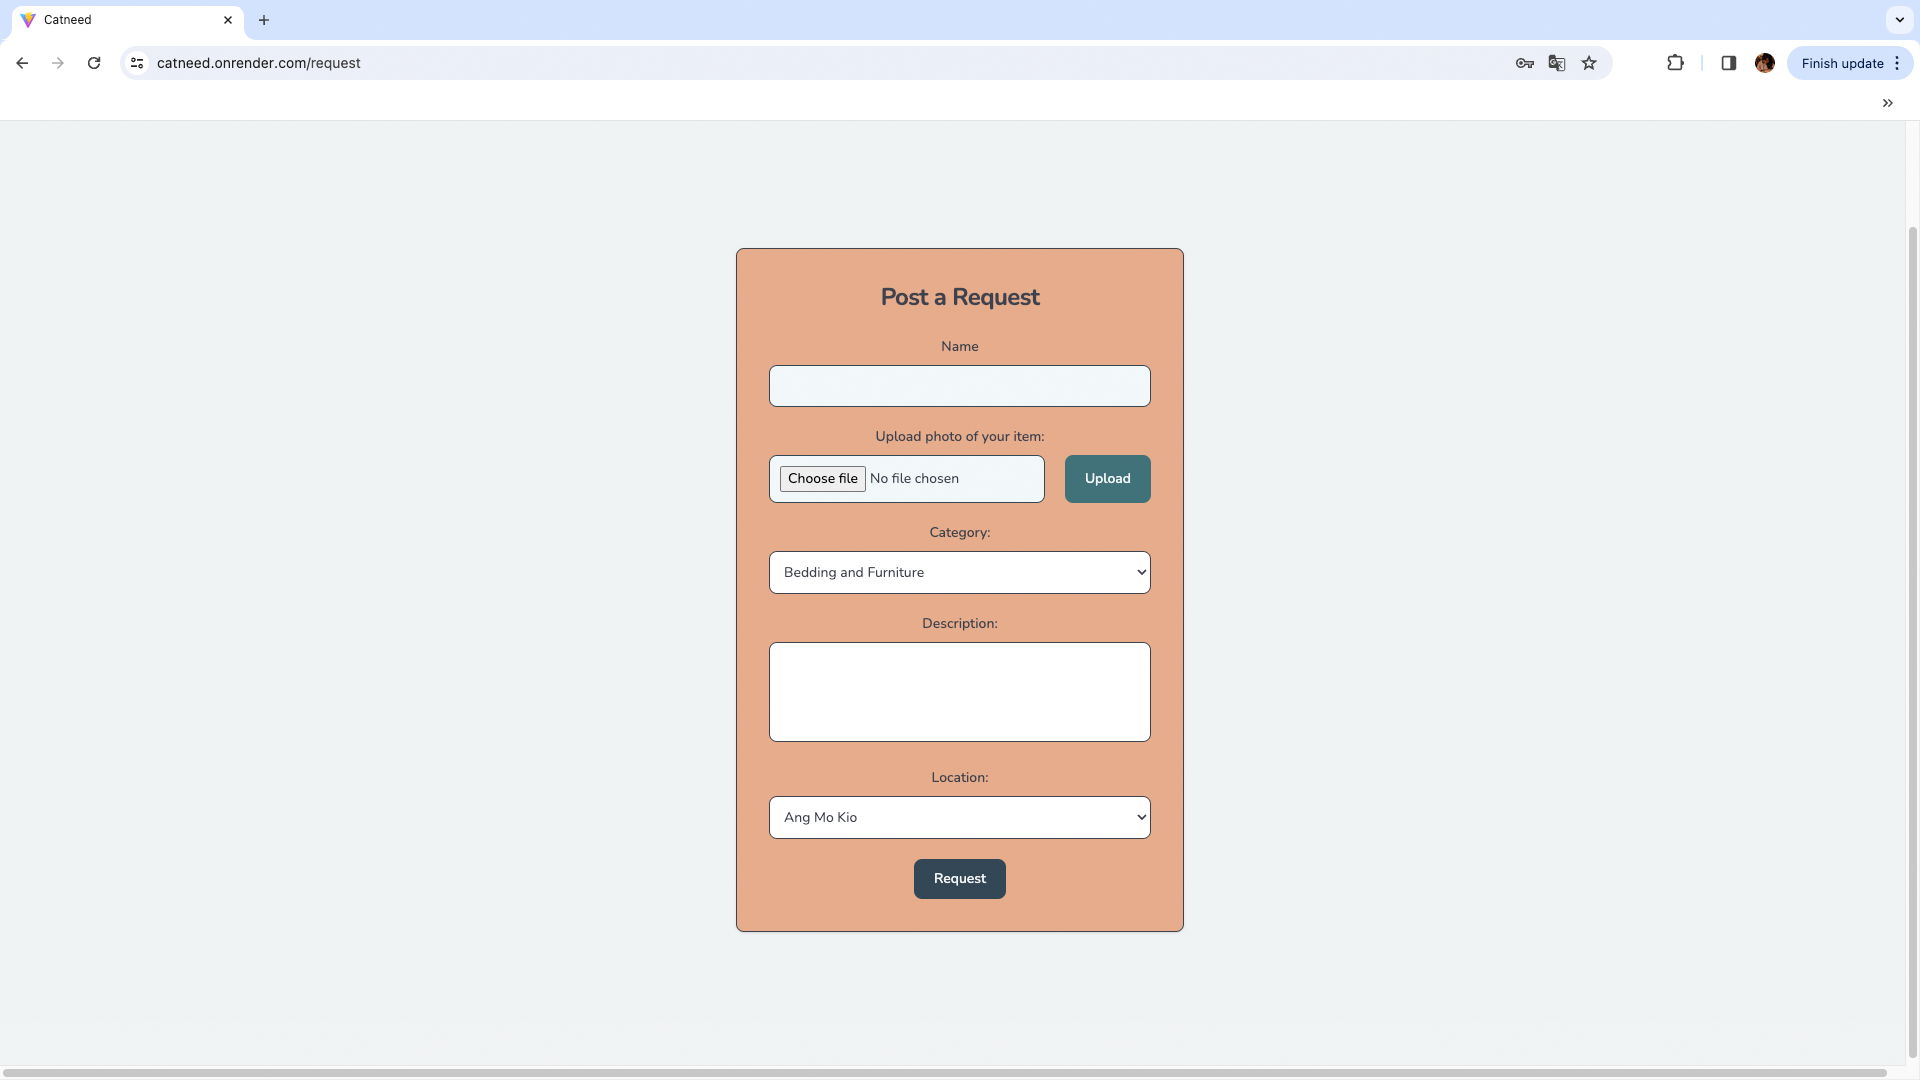 Catneed
catneed.onrender.com/request
Finish update
Post a Request
Name
Upload photo of your item:
Choose file No file chosen
Upload
Category:
Bedding and Furniture
Description:
Location:
Ang Mo Kio
Request